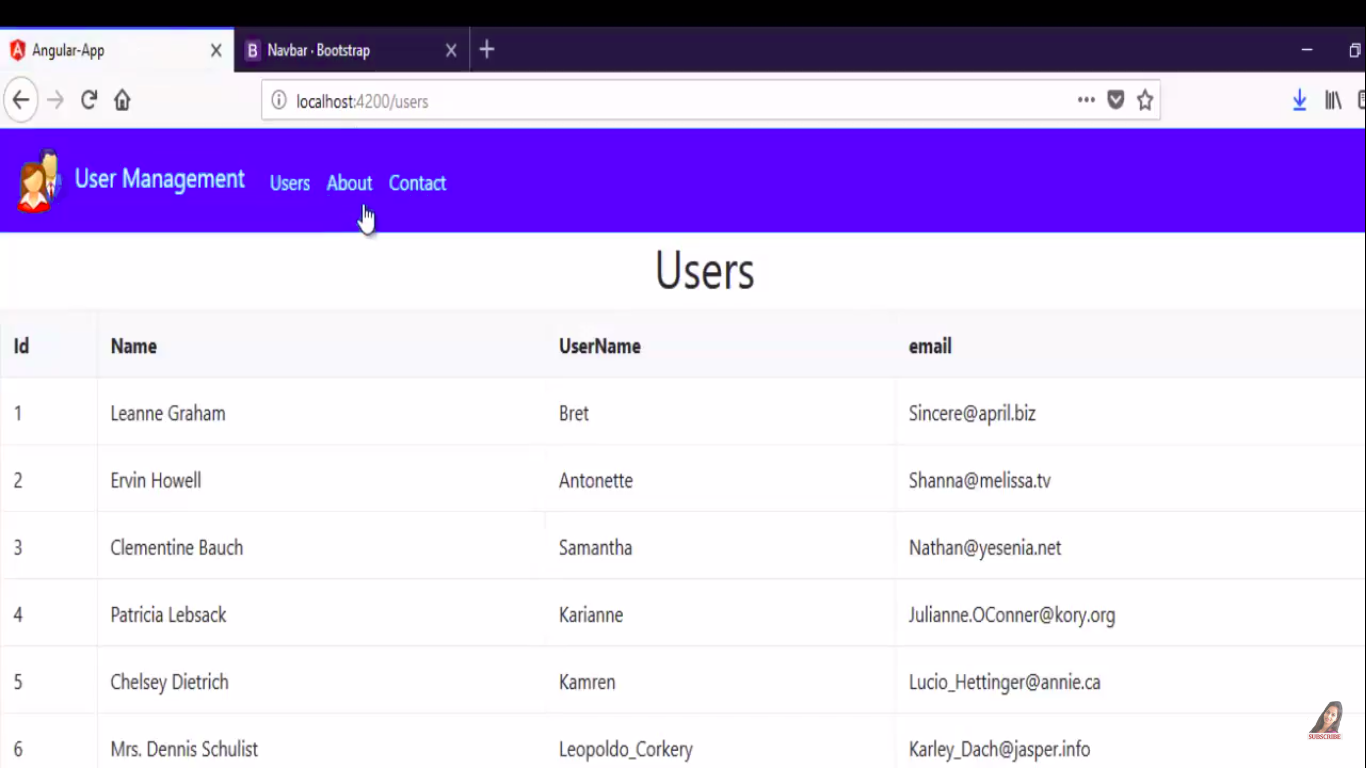 Angular-App
Navbar · Bootstrap
localhost:4200/users
User Management Users About Contact
Users
Id Name UserName email
1 Leanne Graham Bret Sincere@april.biz
2 Ervin Howell Antonette Shanna@melissa.tv
3 Clementine Bauch Samantha Nathan@yesenia.net
4 Patricia Lebsack Karianne Julianne.OConner@kory.org
5 Chelsey Dietrich Kamren Lucio_Hettinger@annie.ca
6 Mrs. Dennis Schulist Leopoldo_Corkery Karley_Dach@jasper.info
SUBSCRIBE